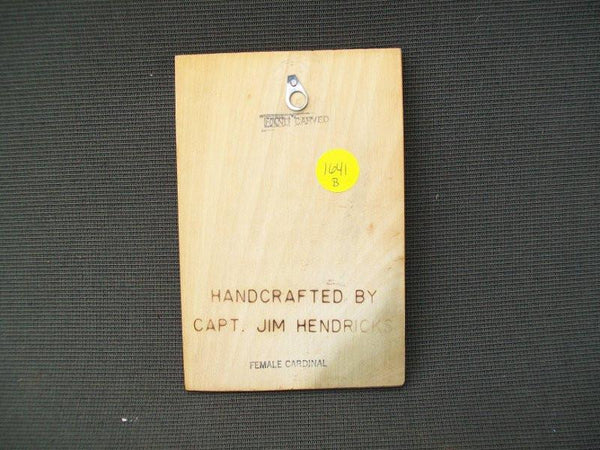 CARVED
1641
B
HANDCRAFTED BY
CAPT. JIM HENDRICKS
FEMALE CARDINAL